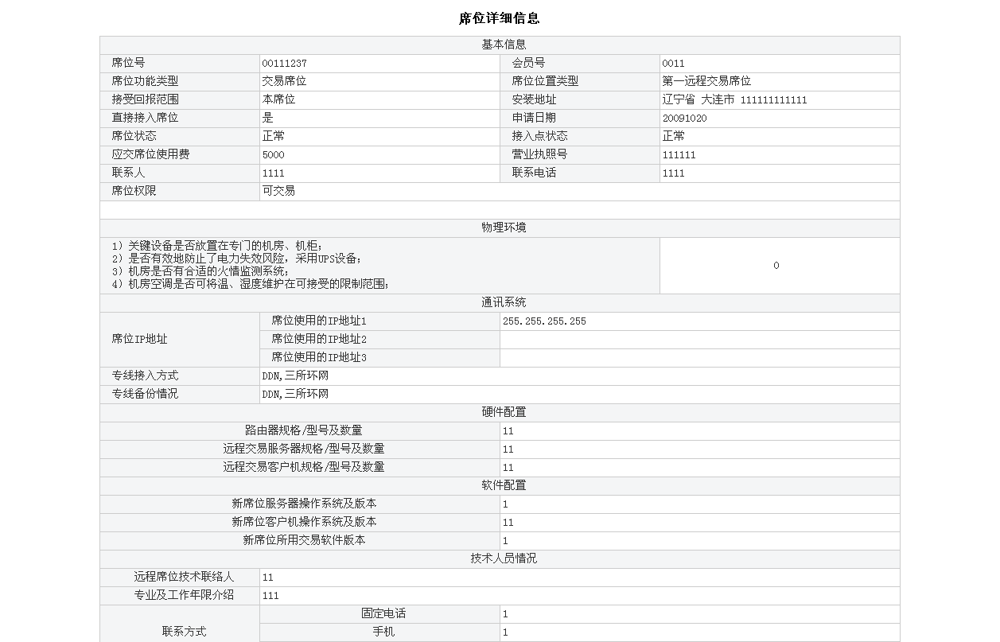 席位详细信息
基本信息
席位号 00111237 会员号 0011
席位功能类型 交易席位 席位位置类型 第一远程交易席位
接受回报范围 本席位 安装地址 辽宁省 大连市 111111111111
直接接入席位 是 申请日期 20091020
席位状态 正常 接入点状态 正常
应交席位使用费 5000 营业执照号 111111
联系人 1111 联系电话 1111
席位权限 可交易
物理环境
1）关键设备是否放置在专门的机房、机柜；
2）是否有效地防止了电力失效风险，采用UPS设备；
3）机房是否有合适的火情监测系统；
4）机房空调是否可将温、湿度维护在可接受的限制范围；
0
通讯系统
席位IP地址
席位使用的IP地址1 255.255.255.255
席位使用的IP地址2
席位使用的IP地址3
专线接入方式 DDN,三所环网
专线备份情况 DDN,三所环网
硬件配置
路由器规格/型号及数量 11
远程交易服务器规格/型号及数量 11
远程交易客户机规格/型号及数量 11
软件配置
新席位服务器操作系统及版本 1
新席位客户机操作系统及版本 11
新席位所用交易软件版本 1
技术人员情况
远程席位技术联络人 11
专业及工作年限介绍 111
联系方式
固定电话 1
手机 1